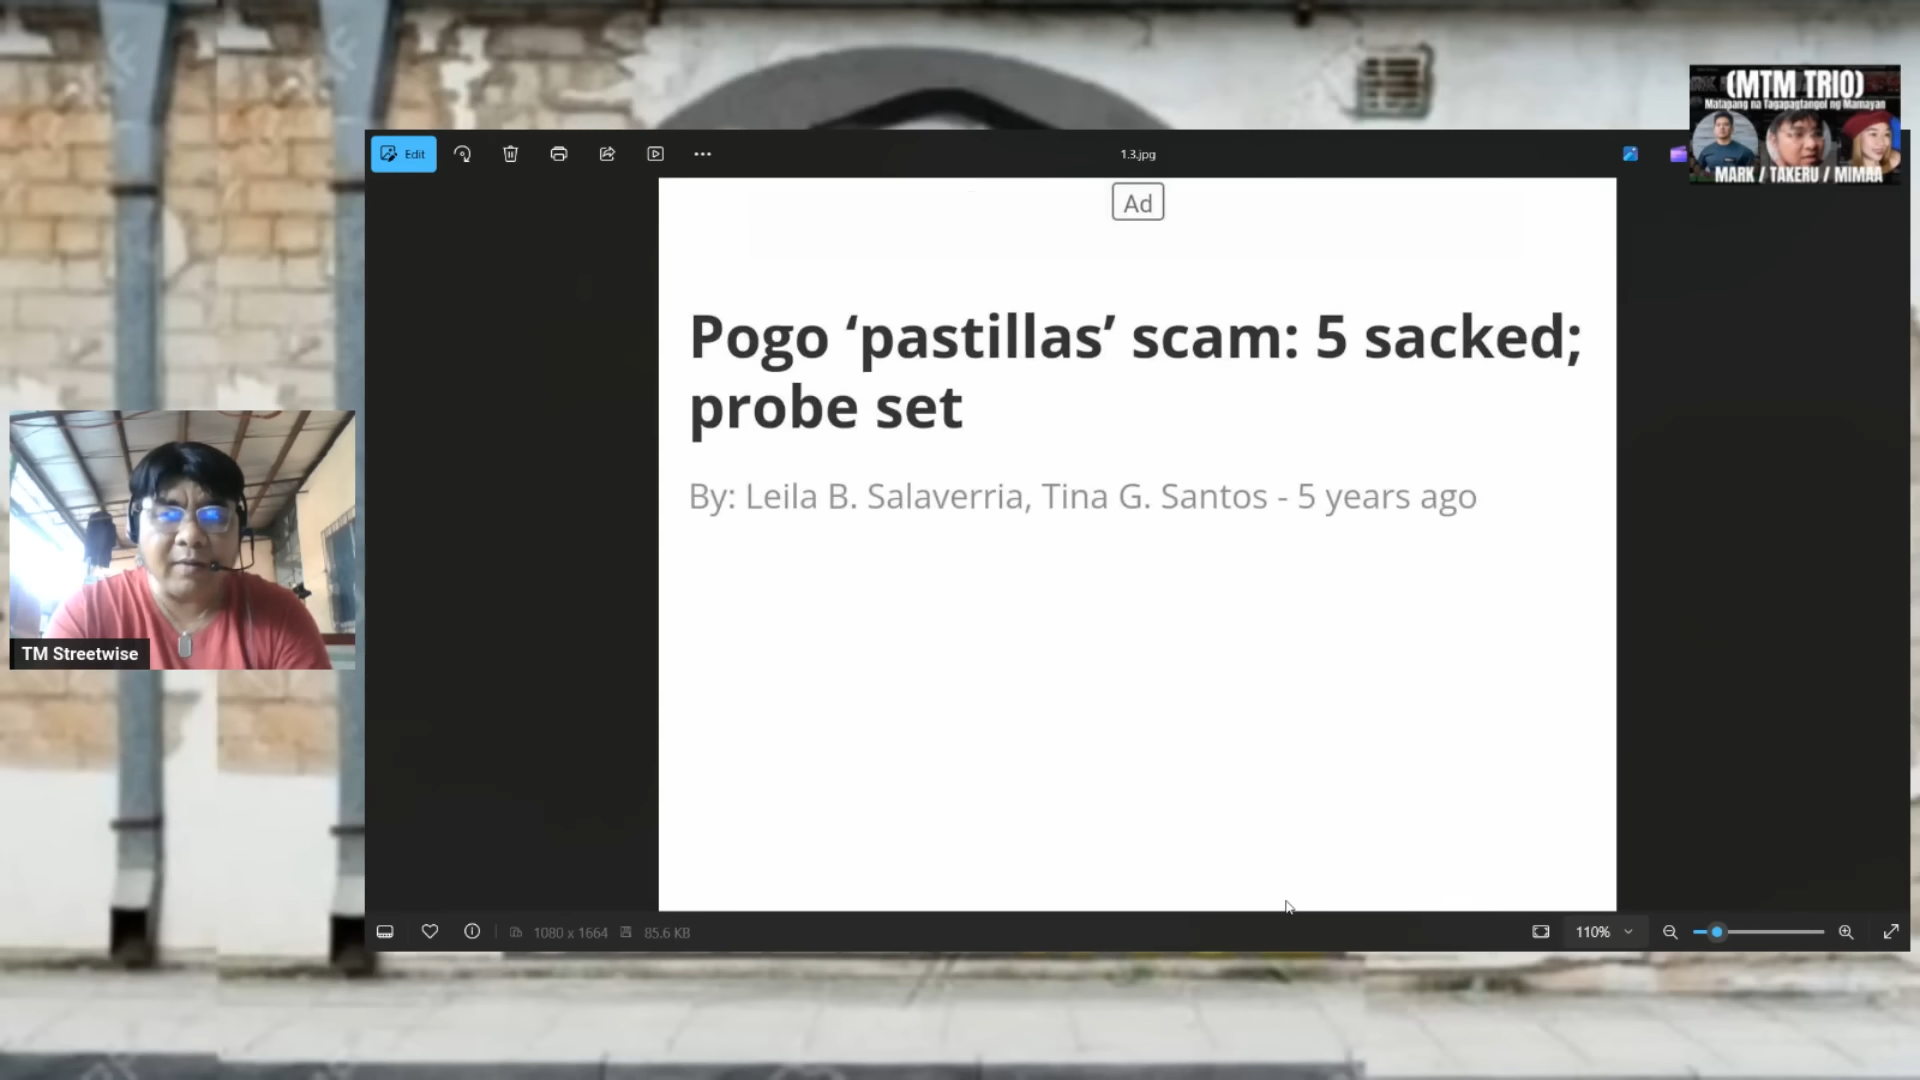 (MTM TRIO)
Matapang na Tagapagtangol ng Mamayan
MARK / TAKERU / MIMAA
Edit
1.3.jpg
Ad
Pogo ‘pastillas’ scam: 5 sacked;
probe set
By: Leila B. Salaverria, Tina G. Santos - 5 years ago
TM Streetwise
1080 x 1664
85.6 KB
110%